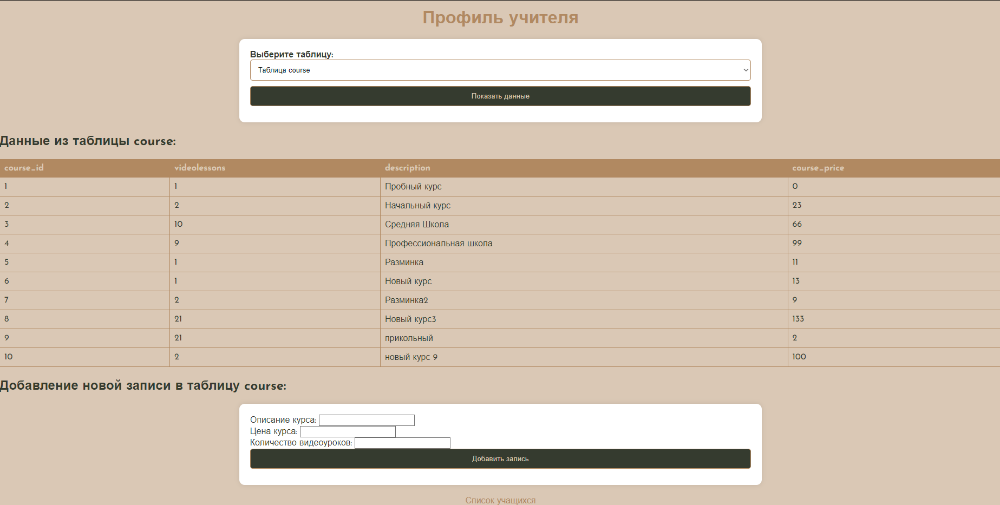 Профиль учителя
Выберите таблицу:
Таблица course
Показать данные
Данные из таблицы course:
course_id videolessons description course_price
1 1 Пробный курс 0
2 2 Начальный курс 23
3 10 Средняя Школа 66
4 9 Профессиональная школа 99
5 1 Разминка 11
6 1 Новый курс 13
7 2 Разминка2 9
8 21 Новый курс3 133
9 21 прикольный 2
10 2 новый курс 9 100
Добавление новой записи в таблицу course:
Описание курса:
Цена курса:
Количество видеоуроков:
Добавить запись
Список учащихся